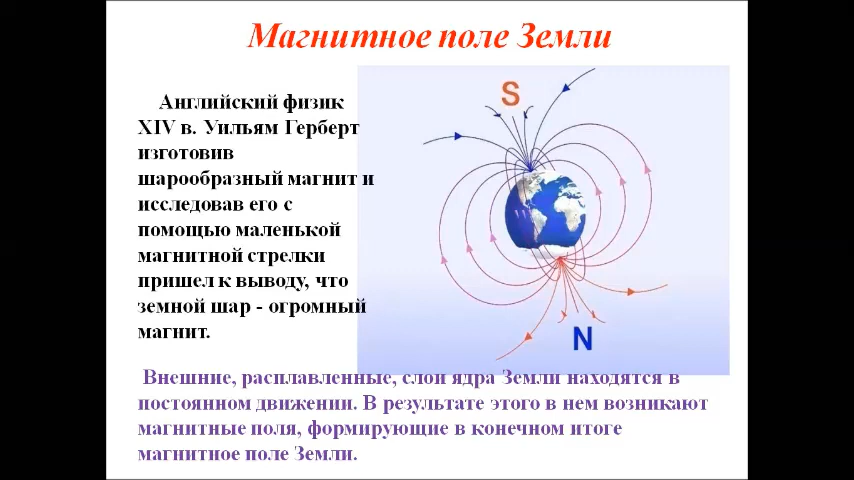 Магнитное поле Земли
Английский физик
XIV в. Уильям Герберт
изготовив
шарообразный магнит и
исследовав его с
помощью маленькой
магнитной стрелки
пришел к выводу, что
земной шар - огромный
магнит.
S
N
Внешние, расплавленные, слои ядра Земли находятся в
постоянном движении. В результате этого в нем возникают
магнитные поля, формирующие в конечном итоге
магнитное поле Земли.